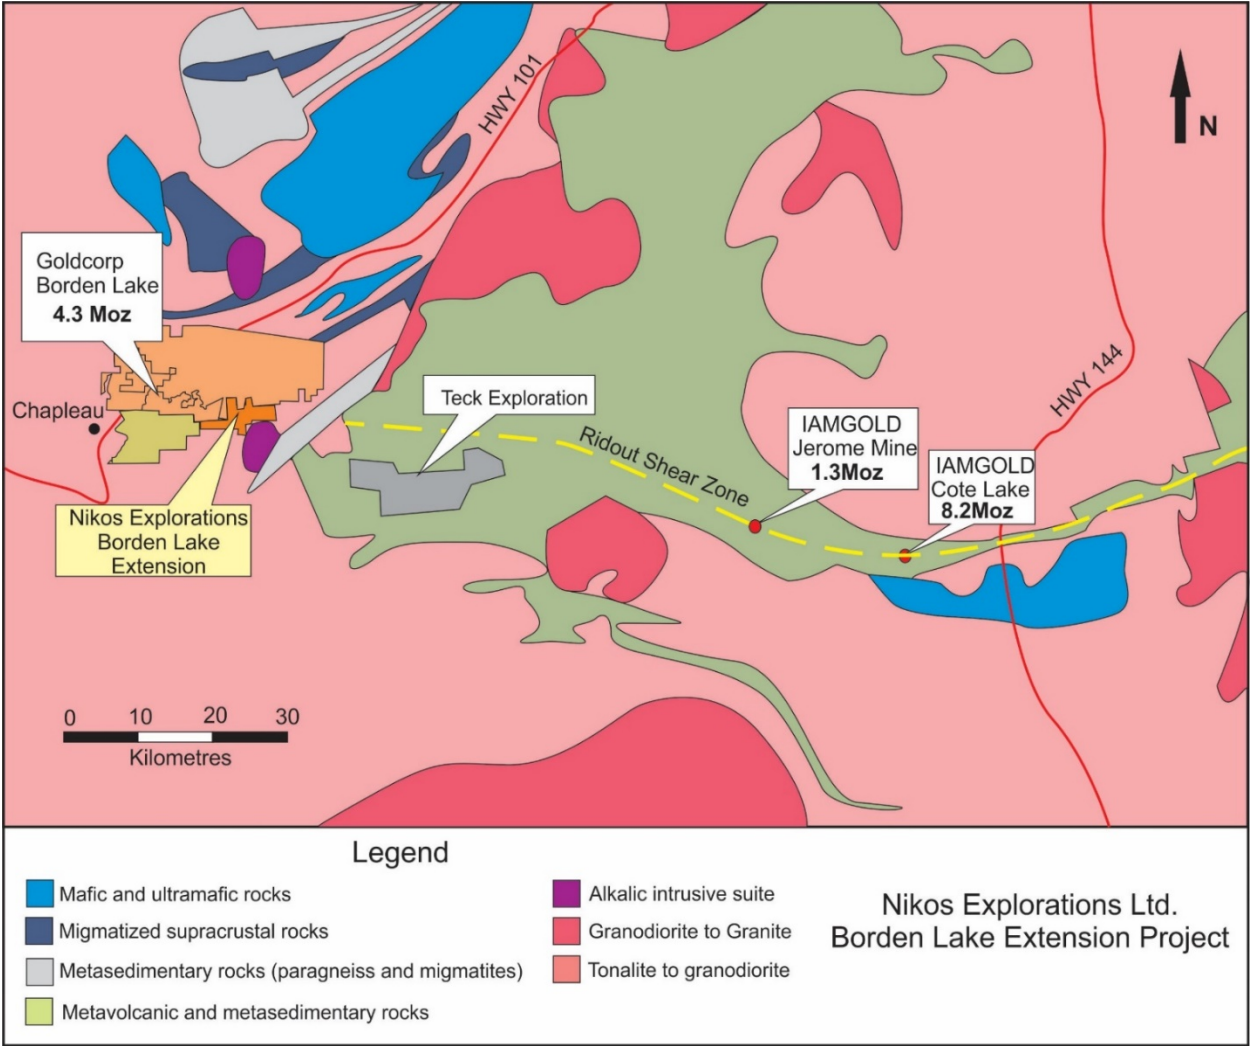 HWY 101
N
Goldcorp
Borden Lake
4.3 Moz
Chapleau
Teck Exploration
Ridout Shear Zone
IAMGOLD
Jerome Mine
1.3Moz
IAMGOLD
Cote Lake
8.2Moz
HWY 144
Nikos Explorations
Borden Lake
Extension
0 10 20 30
Kilometres
Legend
Mafic and ultramafic rocks
Migmatized supracrustal rocks
Metasedimentary rocks (paragneiss and migmatites)
Metavolcanic and metasedimentary rocks
Alkalic intrusive suite
Granodiorite to Granite
Tonalite to granodiorite
Nikos Explorations Ltd.
Borden Lake Extension Project